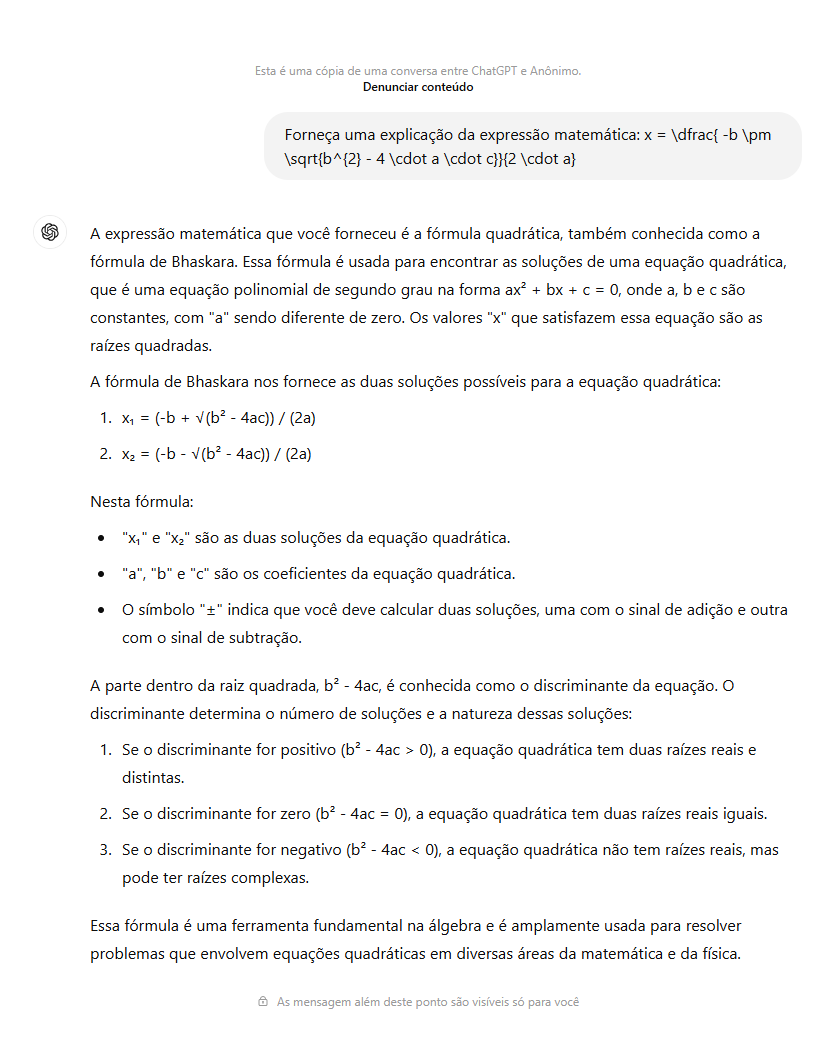 Esta é uma cópia de uma conversa entre ChatGPT e Anônimo.
Denunciar conteúdo
Forneça uma explicação da expressão matemática: x = \dfrac{ -b \pm
\sqrt{b^{2} - 4 \cdot a \cdot c}}{2 \cdot a}
A expressão matemática que você forneceu é a fórmula quadrática, também conhecida como a
fórmula de Bhaskara. Essa fórmula é usada para encontrar as soluções de uma equação quadrática,
que é uma equação polinomial de segundo grau na forma ax² + bx + c = 0, onde a, b e c são
constantes, com "a" sendo diferente de zero. Os valores "x" que satisfazem essa equação são as
raízes quadradas.
A fórmula de Bhaskara nos fornece as duas soluções possíveis para a equação quadrática:
1. x₁ = (-b + √(b² - 4ac)) / (2a)
2. x₂ = (-b - √(b² - 4ac)) / (2a)
Nesta fórmula:
• "x₁" e "x₂" são as duas soluções da equação quadrática.
• "a", "b" e "c" são os coeficientes da equação quadrática.
• O símbolo "±" indica que você deve calcular duas soluções, uma com o sinal de adição e outra
com o sinal de subtração.
A parte dentro da raiz quadrada, b² - 4ac, é conhecida como o discriminante da equação. O
discriminante determina o número de soluções e a natureza dessas soluções:
1. Se o discriminante for positivo (b² - 4ac > 0), a equação quadrática tem duas raízes reais e
distintas.
2. Se o discriminante for zero (b² - 4ac = 0), a equação quadrática tem duas raízes reais iguais.
3. Se o discriminante for negativo (b² - 4ac < 0), a equação quadrática não tem raízes reais, mas
pode ter raízes complexas.
Essa fórmula é uma ferramenta fundamental na álgebra e é amplamente usada para resolver
problemas que envolvem equações quadráticas em diversas áreas da matemática e da física.
As mensagem além deste ponto são visíveis só para você